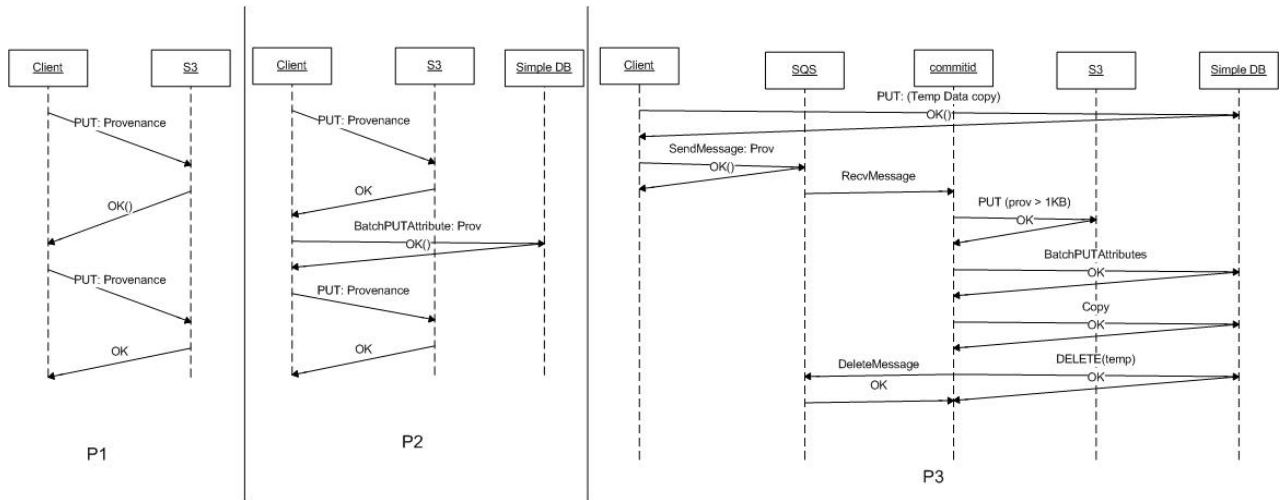 Client
S3
PUT: Provenance
OK()
PUT: Provenance
OK
P1
Client
S3
Simple DB
PUT: Provenance
OK
BatchPUTAttribute: Prov
OK()
PUT: Provenance
OK
P2
Client
SQS
commitid
S3
Simple DB
PUT: (Temp Data copy)
OK()
SendMessage: Prov
OK()
RecvMessage
PUT (prov > 1KB)
OK
BatchPUTAttributes
OK
Copy
OK
DeleteMessage
DELETE(temp)
OK
OK
P3